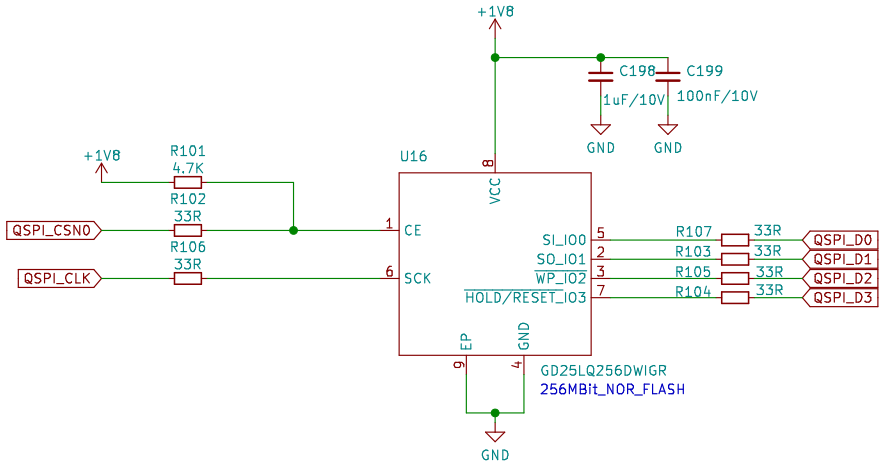 +1V8
C198
C199
1uF/10V
100nF/10V
GND
GND
+1V8
R101
4.7K
R102
33R
QSPI_CSN0
R106
33R
QSPI_CLK
U16
8
VCC
1
CE
6
SCK
SI_IO0
5
SO_IO1
2
WP_IO2
3
HOLD/RESET_IO3
7
R107
33R
QSPI_D0
R103
33R
QSPI_D1
R105
33R
QSPI_D2
R104
33R
QSPI_D3
EP
GND
9
4
GD25LQ256DWIGR
256MBit_NOR_FLASH
GND